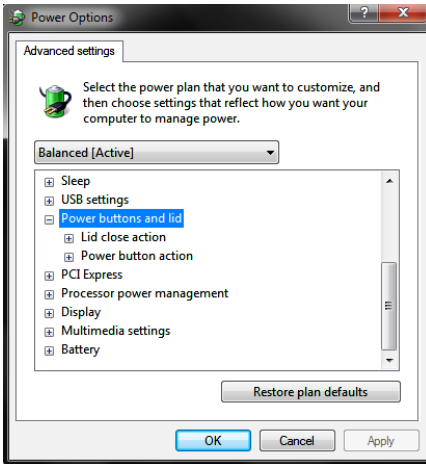 Power Options
Advanced settings
Select the power plan that you want to customize, and
then choose settings that reflect how you want your
computer to manage power.
Balanced [Active]
Sleep
USB settings
Power buttons and lid
Lid close action
Power button action
PCI Express
Processor power management
Display
Multimedia settings
Battery
Restore plan defaults
OK Cancel Apply